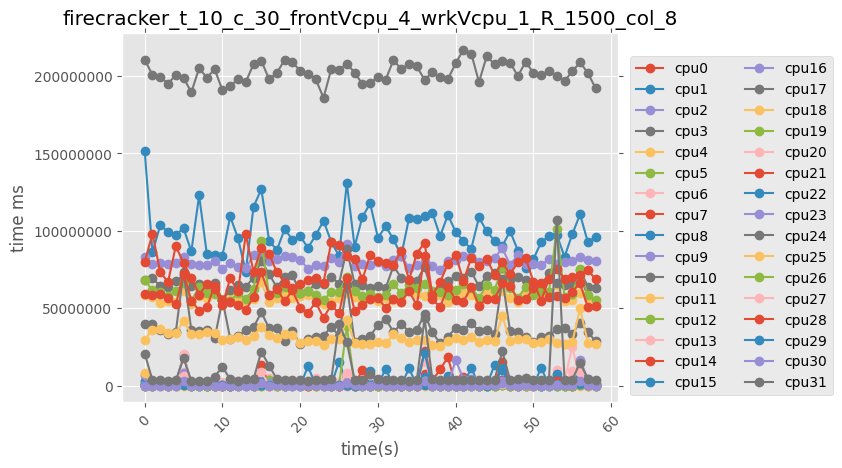 firecracker_t_10_c_30_frontVcpu_4_wrkVcpu_1_R_1500_col_8
200000000
150000000
100000000
50000000
0
time ms
0 10 20 30 40 50 60
time(s)
cpu0 cpu16
cpu1 cpu17
cpu2 cpu18
cpu3 cpu19
cpu4 cpu20
cpu5 cpu21
cpu6 cpu22
cpu7 cpu23
cpu8 cpu24
cpu9 cpu25
cpu10 cpu26
cpu11 cpu27
cpu12 cpu28
cpu13 cpu29
cpu14 cpu30
cpu15 cpu31